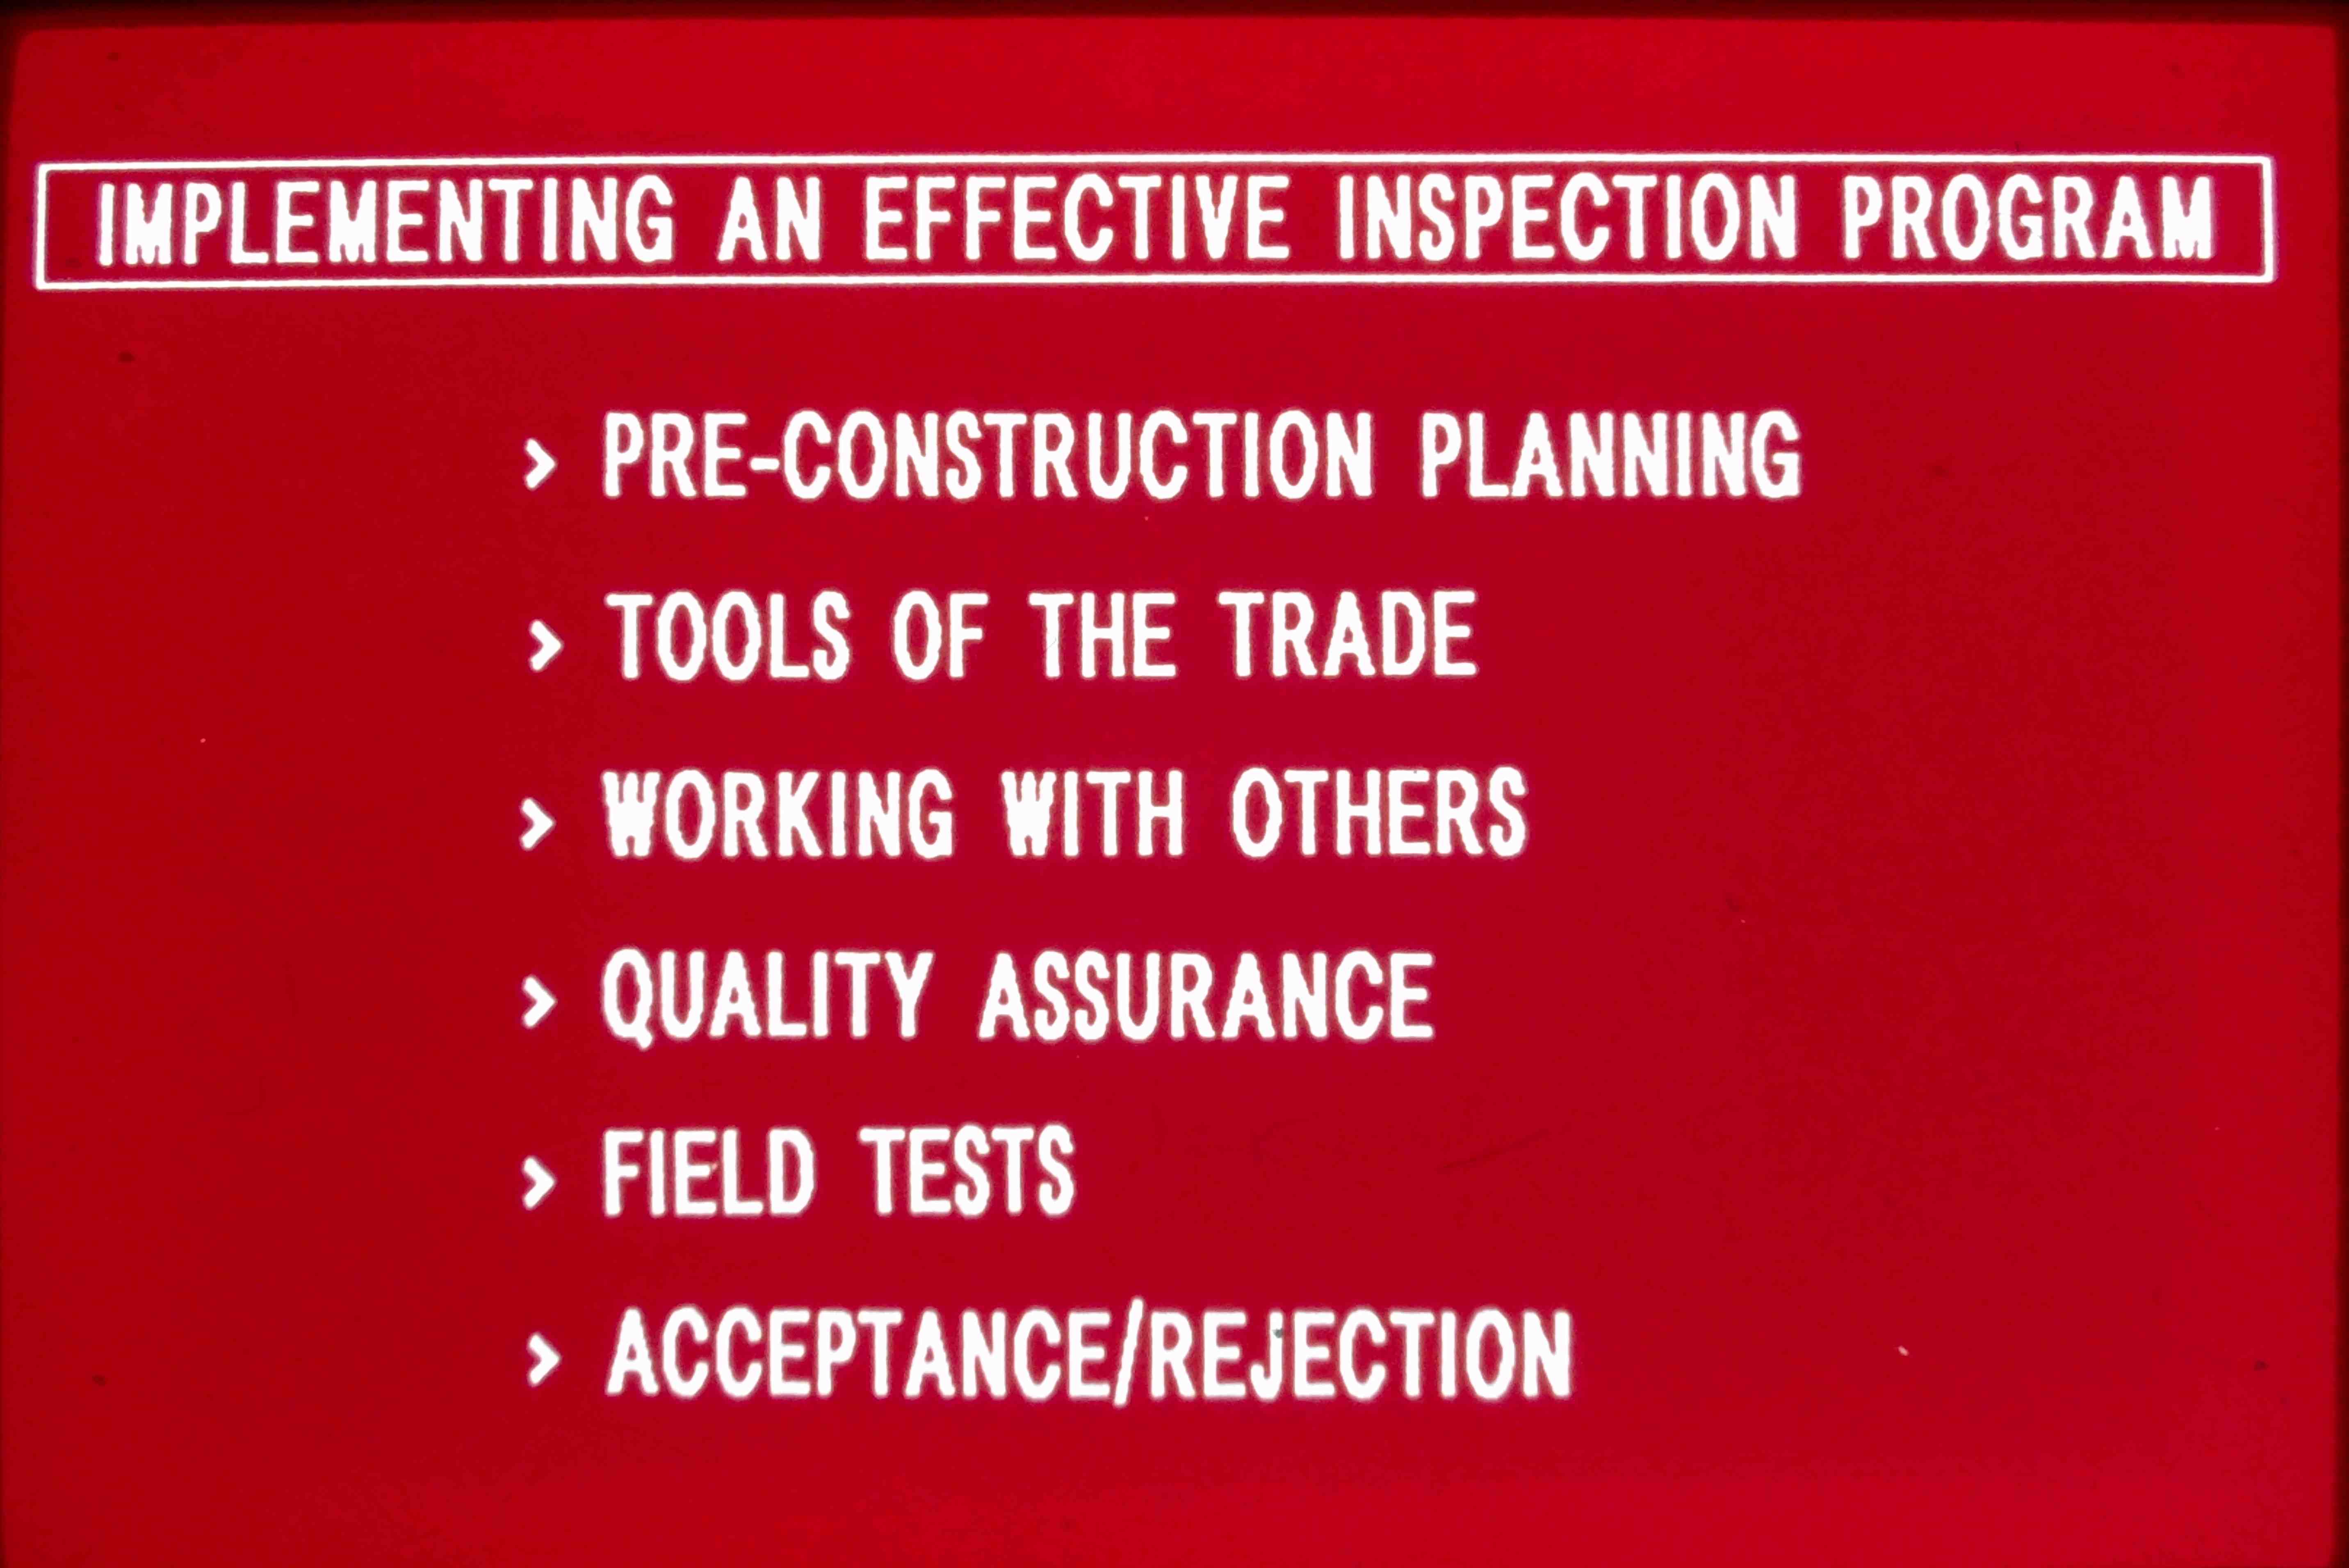 IMPLEMENTING AN EFFECTIVE INSPECTION PROGRAM
> PRE-CONSTRUCTION PLANNING
> TOOLS OF THE TRADE
> WORKING WITH OTHERS
> QUALITY ASSURANCE
> FIELD TESTS
> ACCEPTANCE/REJECTION